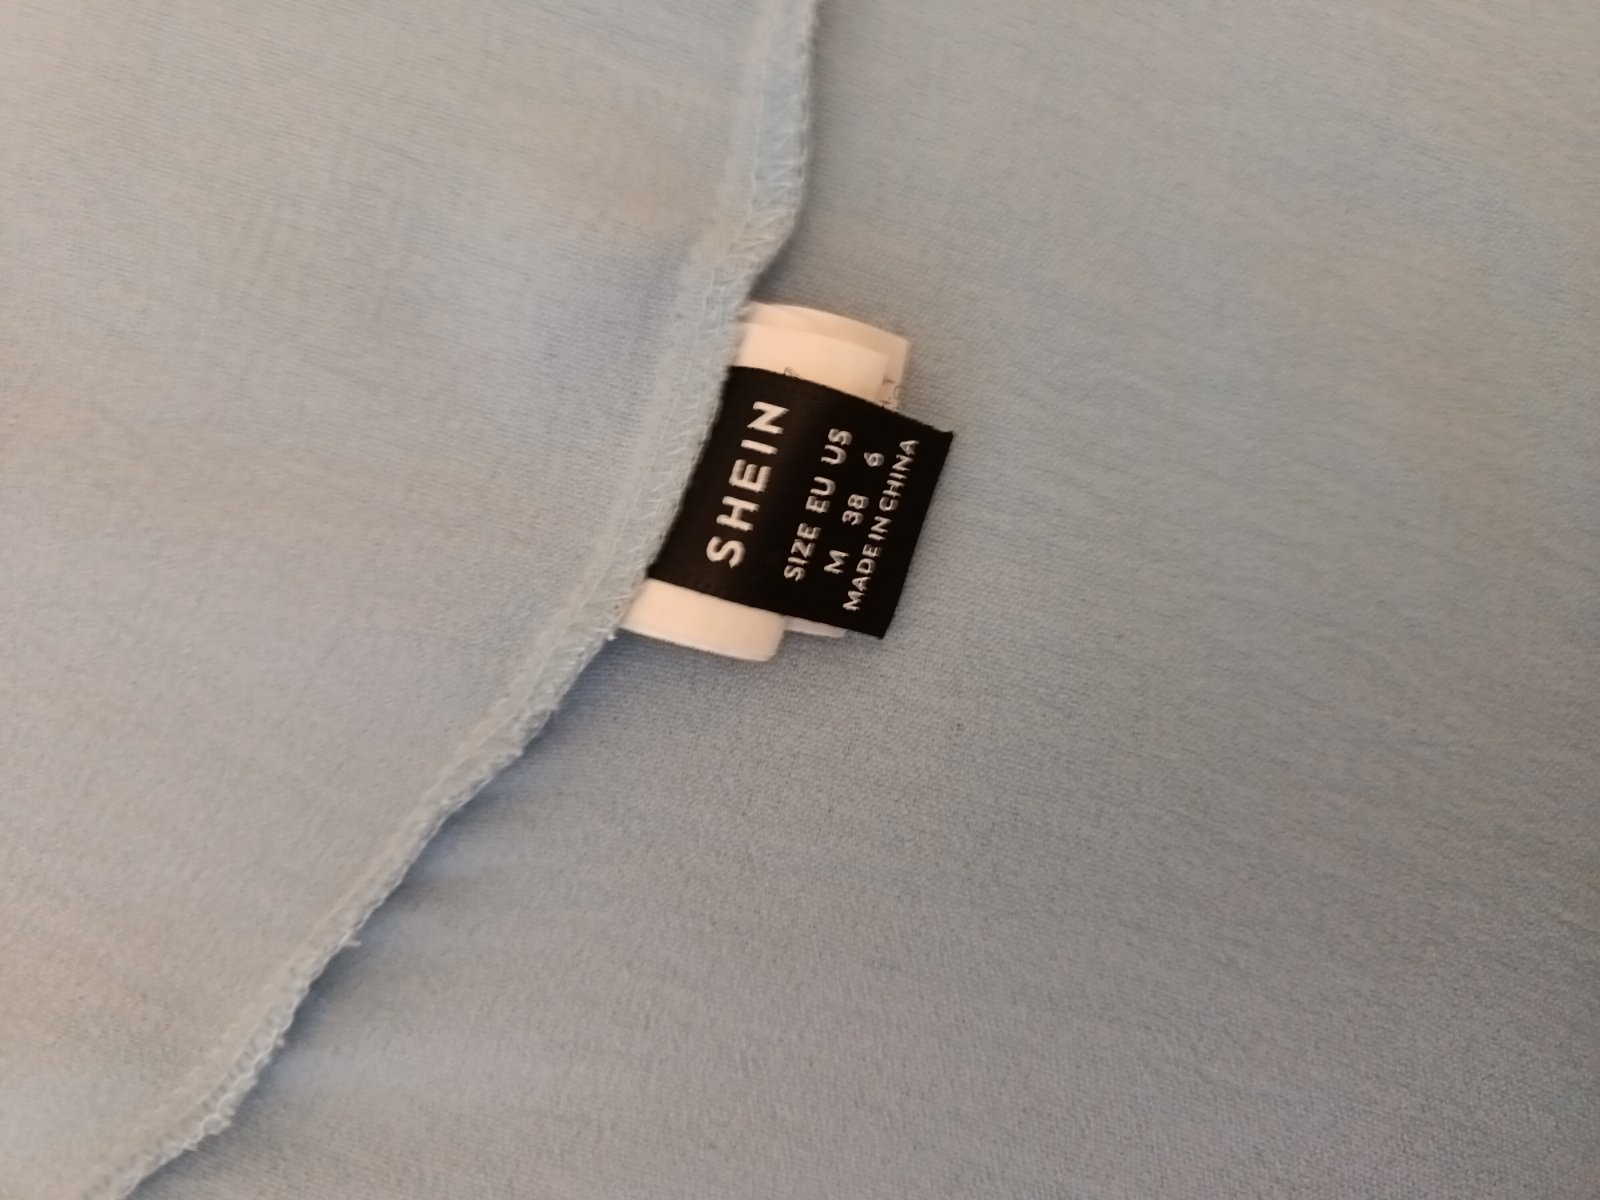 SHEIN
SIZE EU US
M 38 6
MADE IN CHINA